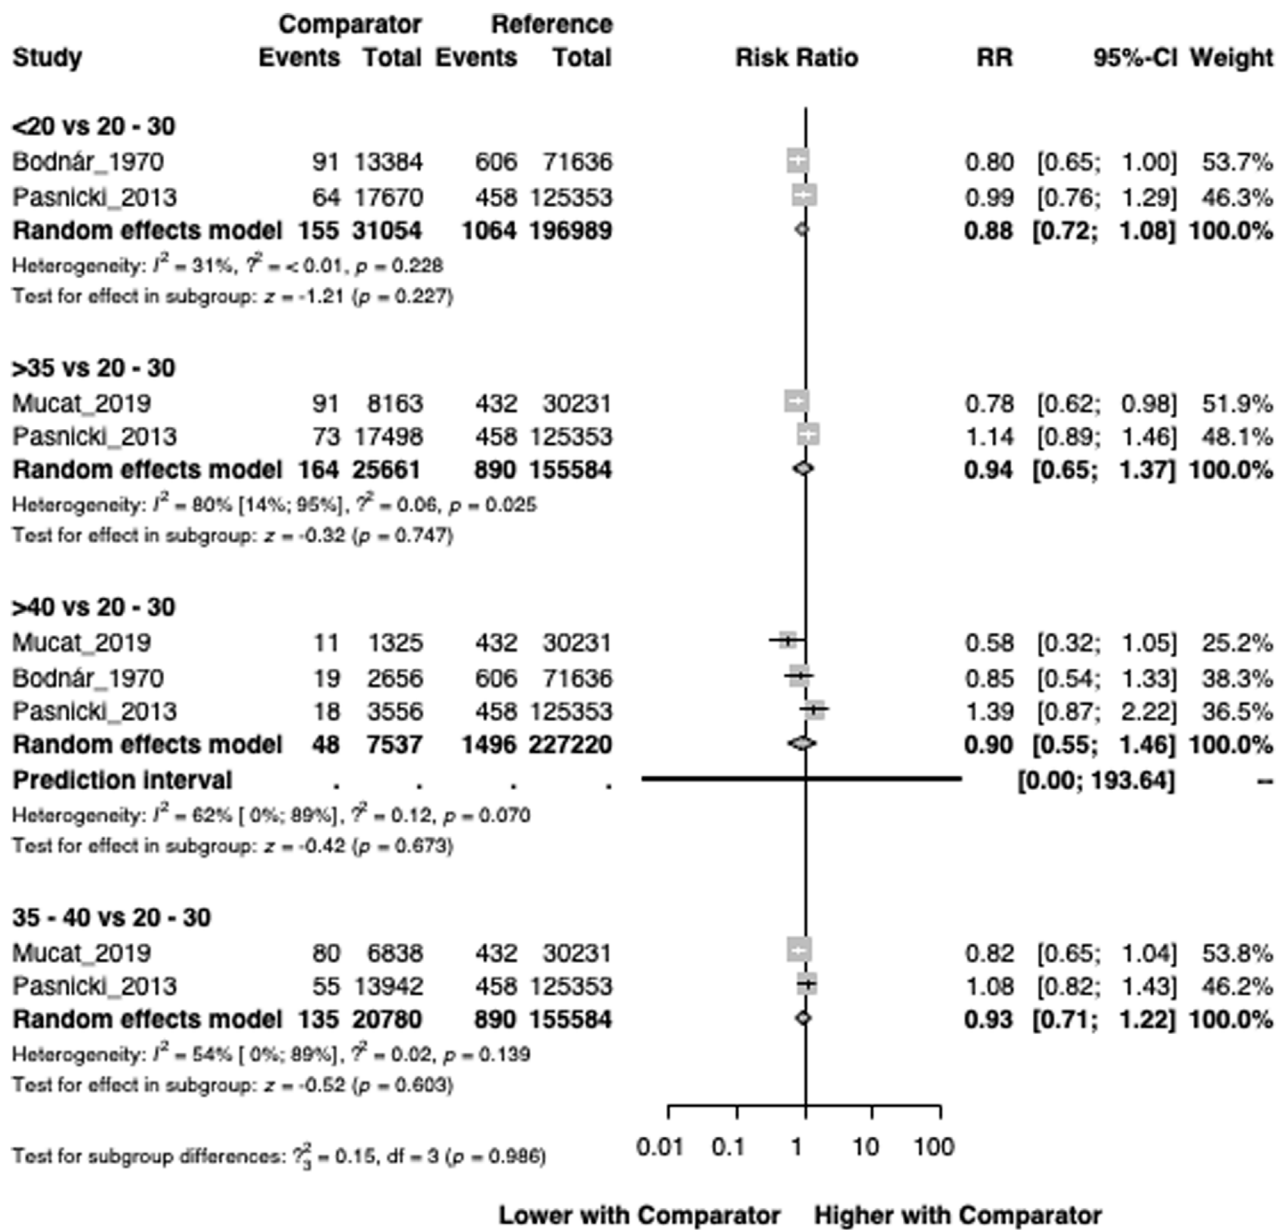 Comparator Reference
Study Events Total Events Total Risk Ratio RR 95%-CI Weight
<20 vs 20 - 30
Bodnár_1970 91 13384 606 71636 0.80 [0.65; 1.00] 53.7%
Pasnicki_2013 64 17670 458 125353 0.99 [0.76; 1.29] 46.3%
Random effects model 155 31054 1064 196989 0.88 [0.72; 1.08] 100.0%
Heterogeneity: I² = 31%, ?² = < 0.01, p = 0.228
Test for effect in subgroup: z = -1.21 (p = 0.227)
>35 vs 20 - 30
Mucat_2019 91 8163 432 30231 0.78 [0.62; 0.98] 51.9%
Pasnicki_2013 73 17498 458 125353 1.14 [0.89; 1.46] 48.1%
Random effects model 164 25661 890 155584 0.94 [0.65; 1.37] 100.0%
Heterogeneity: I² = 80% [14%; 95%], ?² = 0.06, p = 0.025
Test for effect in subgroup: z = -0.32 (p = 0.747)
>40 vs 20 - 30
Mucat_2019 11 1325 432 30231 0.58 [0.32; 1.05] 25.2%
Bodnár_1970 19 2656 606 71636 0.85 [0.54; 1.33] 38.3%
Pasnicki_2013 18 3556 458 125353 1.39 [0.87; 2.22] 36.5%
Random effects model 48 7537 1496 227220 0.90 [0.55; 1.46] 100.0%
Prediction interval . . . . [0.00; 193.64] --
Heterogeneity: I² = 62% [ 0%; 89%], ?² = 0.12, p = 0.070
Test for effect in subgroup: z = -0.42 (p = 0.673)
35 - 40 vs 20 - 30
Mucat_2019 80 6838 432 30231 0.82 [0.65; 1.04] 53.8%
Pasnicki_2013 55 13942 458 125353 1.08 [0.82; 1.43] 46.2%
Random effects model 135 20780 890 155584 0.93 [0.71; 1.22] 100.0%
Heterogeneity: I² = 54% [ 0%; 89%], ?² = 0.02, p = 0.139
Test for effect in subgroup: z = -0.52 (p = 0.603)
0.01 0.1 1 10 100
Test for subgroup differences: ?²₃ = 0.15, df = 3 (p = 0.986)
Lower with Comparator Higher with Comparator